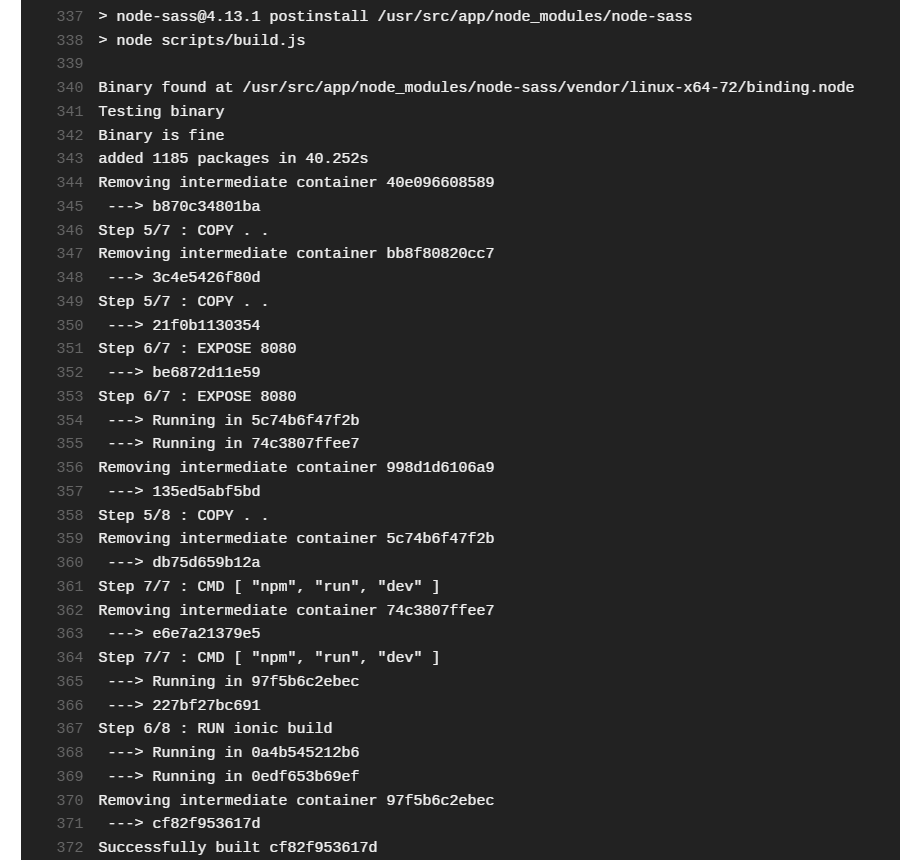 337 > node-sass@4.13.1 postinstall /usr/src/app/node_modules/node-sass
338 > node scripts/build.js
339
340 Binary found at /usr/src/app/node_modules/node-sass/vendor/linux-x64-72/binding.node
341 Testing binary
342 Binary is fine
343 added 1185 packages in 40.252s
344 Removing intermediate container 40e096608589
345 ---> b870c34801ba
346 Step 5/7 : COPY . .
347 Removing intermediate container bb8f80820cc7
348 ---> 3c4e5426f80d
349 Step 5/7 : COPY . .
350 ---> 21f0b1130354
351 Step 6/7 : EXPOSE 8080
352 ---> be6872d11e59
353 Step 6/7 : EXPOSE 8080
354 ---> Running in 5c74b6f47f2b
355 ---> Running in 74c3807ffee7
356 Removing intermediate container 998d1d6106a9
357 ---> 135ed5abf5bd
358 Step 5/8 : COPY . .
359 Removing intermediate container 5c74b6f47f2b
360 ---> db75d659b12a
361 Step 7/7 : CMD [ "npm", "run", "dev" ]
362 Removing intermediate container 74c3807ffee7
363 ---> e6e7a21379e5
364 Step 7/7 : CMD [ "npm", "run", "dev" ]
365 ---> Running in 97f5b6c2ebec
366 ---> 227bf27bc691
367 Step 6/8 : RUN ionic build
368 ---> Running in 0a4b545212b6
369 ---> Running in 0edf653b69ef
370 Removing intermediate container 97f5b6c2ebec
371 ---> cf82f953617d
372 Successfully built cf82f953617d